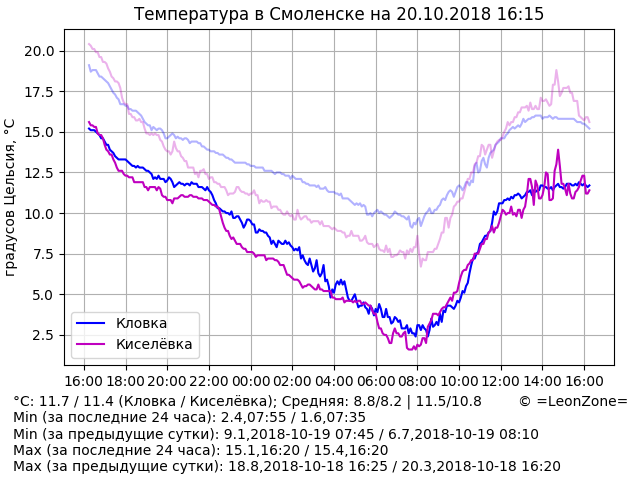 Температура в Смоленске на 20.10.2018 16:15
градусов Цельсия, °C
20.0
17.5
15.0
12.5
10.0
7.5
5.0
2.5
Кловка
Киселёвка
16:00 18:00 20:00 22:00 00:00 02:00 04:00 06:00 08:00 10:00 12:00 14:00 16:00
°C: 11.7 / 11.4 (Кловка / Киселёвка); Средняя: 8.8/8.2 | 11.5/10.8 © =LeonZone=
Min (за последние 24 часа): 2.4,07:55 / 1.6,07:35
Min (за предыдущие сутки): 9.1,2018-10-19 07:45 / 6.7,2018-10-19 08:10
Max (за последние 24 часа): 15.1,16:20 / 15.4,16:20
Max (за предыдущие сутки): 18.8,2018-10-18 16:25 / 20.3,2018-10-18 16:20